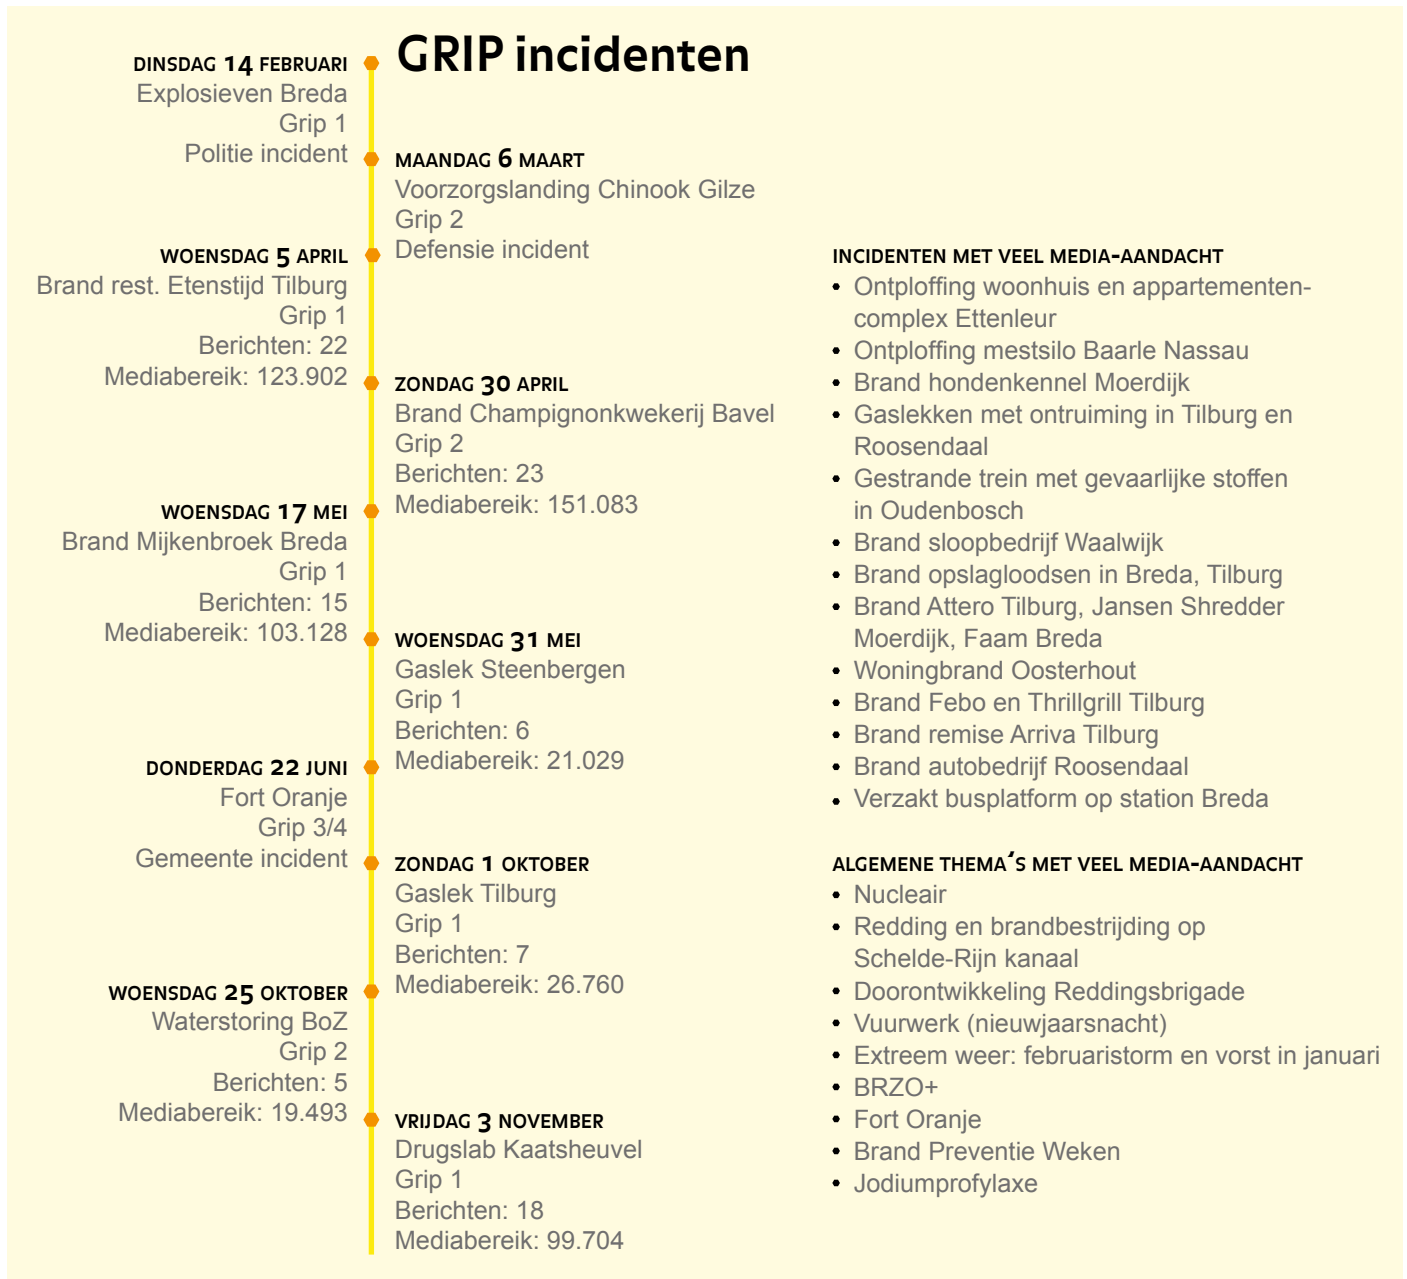 GRIP incidenten
DINSDAG 14 FEBRUARI
Explosieven Breda
Grip 1
Politie incident
MAANDAG 6 MAART
Voorzorgslanding Chinook Gilze
Grip 2
Defensie incident
WOENSDAG 5 APRIL
Brand rest. Etenstijd Tilburg
Grip 1
Berichten: 22
Mediabereik: 123.902
ZONDAG 30 APRIL
Brand Champignonkwekerij Bavel
Grip 2
Berichten: 23
Mediabereik: 151.083
WOENSDAG 17 MEI
Brand Mijkenbroek Breda
Grip 1
Berichten: 15
Mediabereik: 103.128
WOENSDAG 31 MEI
Gaslek Steenbergen
Grip 1
Berichten: 6
Mediabereik: 21.029
DONDERDAG 22 JUNI
Fort Oranje
Grip 3/4
Gemeente incident
ZONDAG 1 OKTOBER
Gaslek Tilburg
Grip 1
Berichten: 7
Mediabereik: 26.760
WOENSDAG 25 OKTOBER
Waterstoring BoZ
Grip 2
Berichten: 5
Mediabereik: 19.493
VRIJDAG 3 NOVEMBER
Drugslab Kaatsheuvel
Grip 1
Berichten: 18
Mediabereik: 99.704
INCIDENTEN MET VEEL MEDIA-AANDACHT
• Ontploffing woonhuis en appartementen-
complex Ettenleur
• Ontploffing mestsilo Baarle Nassau
• Brand hondenkennel Moerdijk
• Gaslekken met ontruiming in Tilburg en
Roosendaal
• Gestrande trein met gevaarlijke stoffen
in Oudenbosch
• Brand sloopbedrijf Waalwijk
• Brand opslagloodsen in Breda, Tilburg
• Brand Attero Tilburg, Jansen Shredder
Moerdijk, Faam Breda
• Woningbrand Oosterhout
• Brand Febo en Thrillgrill Tilburg
• Brand remise Arriva Tilburg
• Brand autobedrijf Roosendaal
• Verzakt busplatform op station Breda
ALGEMENE THEMA'S MET VEEL MEDIA-AANDACHT
• Nucleair
• Redding en brandbestrijding op
Schelde-Rijn kanaal
• Doorontwikkeling Reddingsbrigade
• Vuurwerk (nieuwjaarsnacht)
• Extreem weer: februaristorm en vorst in januari
• BRZO+
• Fort Oranje
• Brand Preventie Weken
• Jodiumprofylaxe